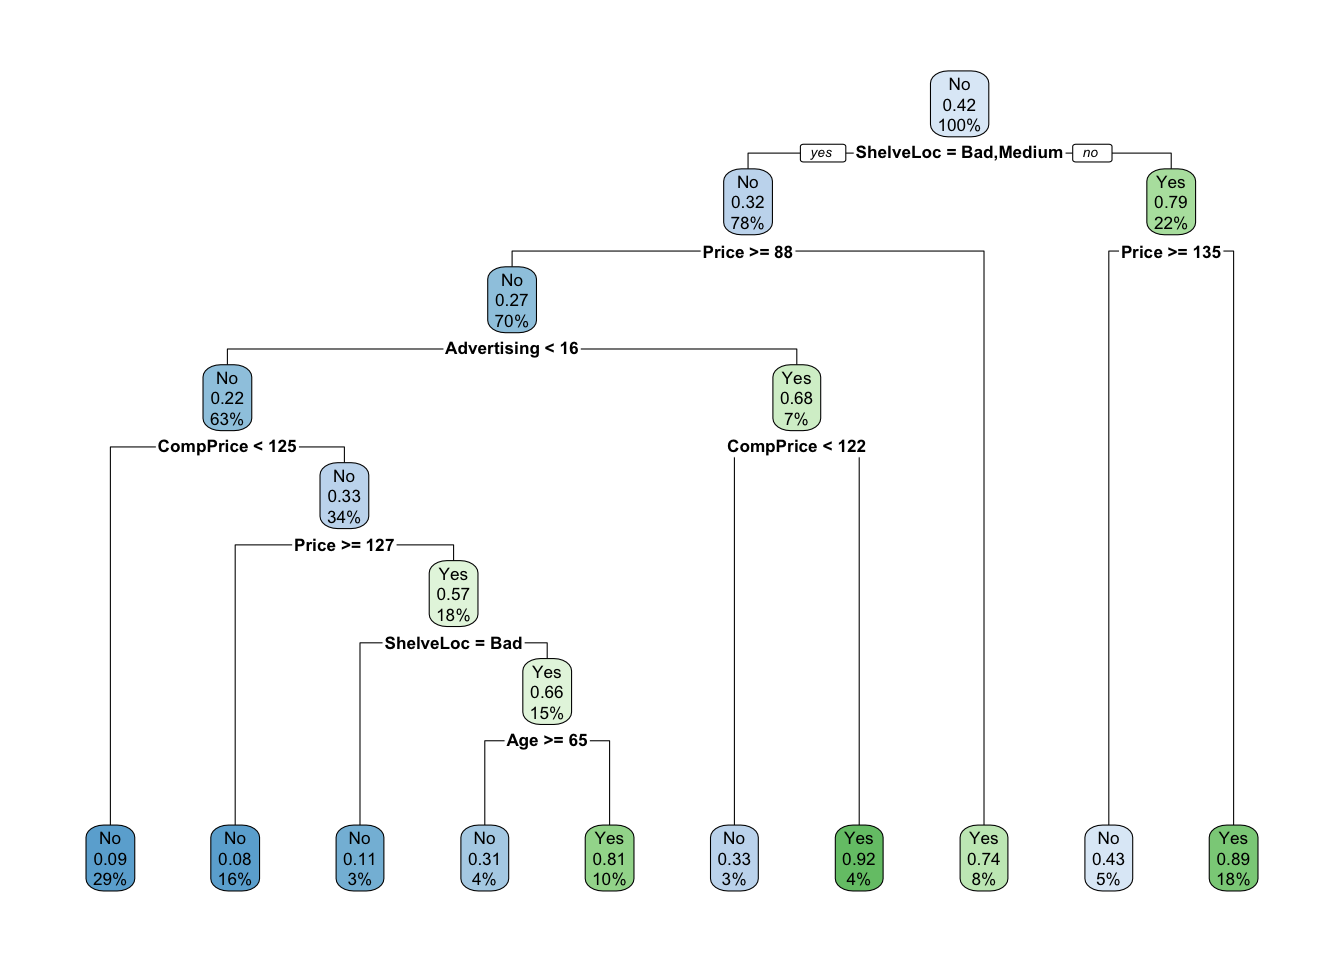 No
0.42
100%
yes
ShelveLoc = Bad,Medium
no
No
0.32
78%
Yes
0.79
22%
Price >= 88
Price >= 135
No
0.27
70%
Advertising < 16
No
0.22
63%
Yes
0.68
7%
CompPrice < 125
CompPrice < 122
No
0.33
34%
Price >= 127
Yes
0.57
18%
ShelveLoc = Bad
Yes
0.66
15%
Age >= 65
No
0.09
29%
No
0.08
16%
No
0.11
3%
No
0.31
4%
Yes
0.81
10%
No
0.33
3%
Yes
0.92
4%
Yes
0.74
8%
No
0.43
5%
Yes
0.89
18%